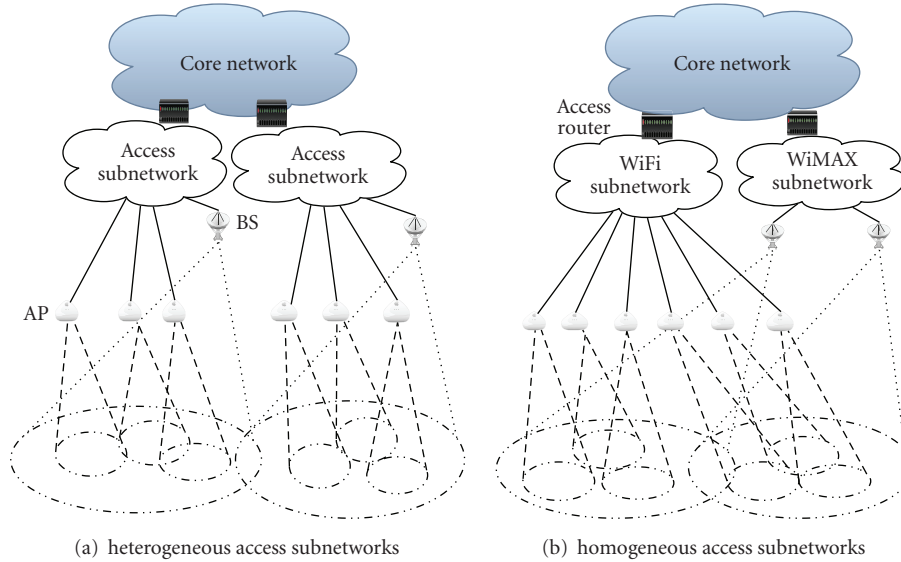 Core network
Access
subnetwork
Access
subnetwork
BS
AP
(a) heterogeneous access subnetworks
Core network
Access
router
WiFi
subnetwork
WiMAX
subnetwork
(b) homogeneous access subnetworks